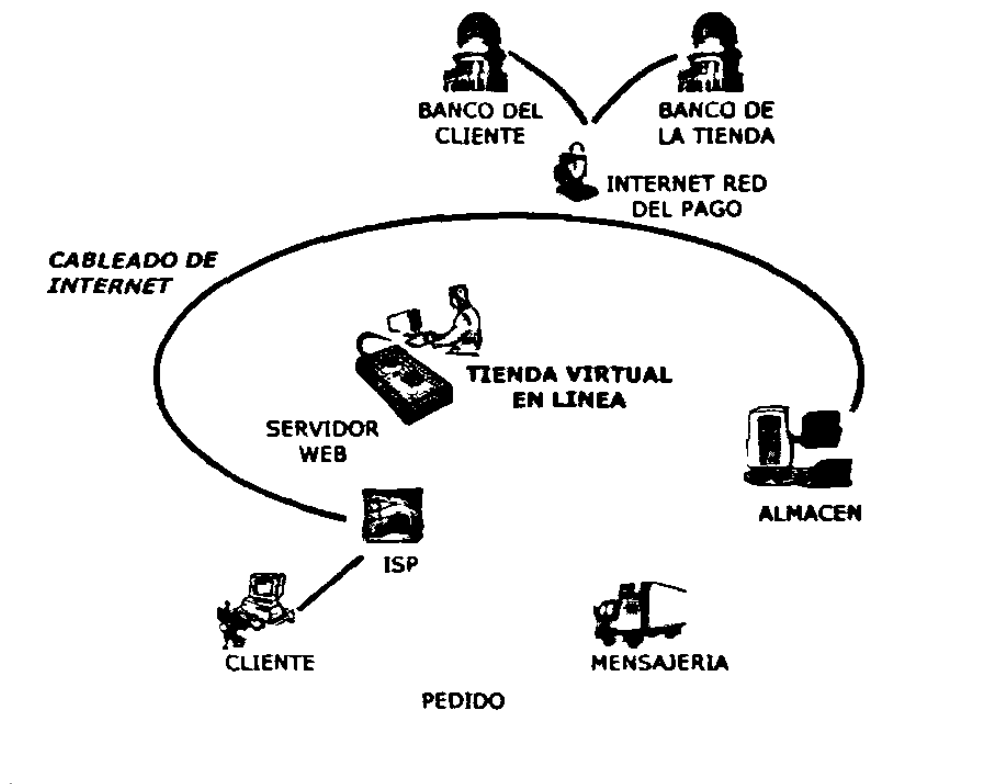 BANCO DEL
CLIENTE
BANCO DE
LA TIENDA
INTERNET RED
DEL PAGO
CABLEADO DE
INTERNET
TIENDA VIRTUAL
EN LINEA
SERVIDOR
WEB
ALMACEN
ISP
CLIENTE
MENSAJERIA
PEDIDO